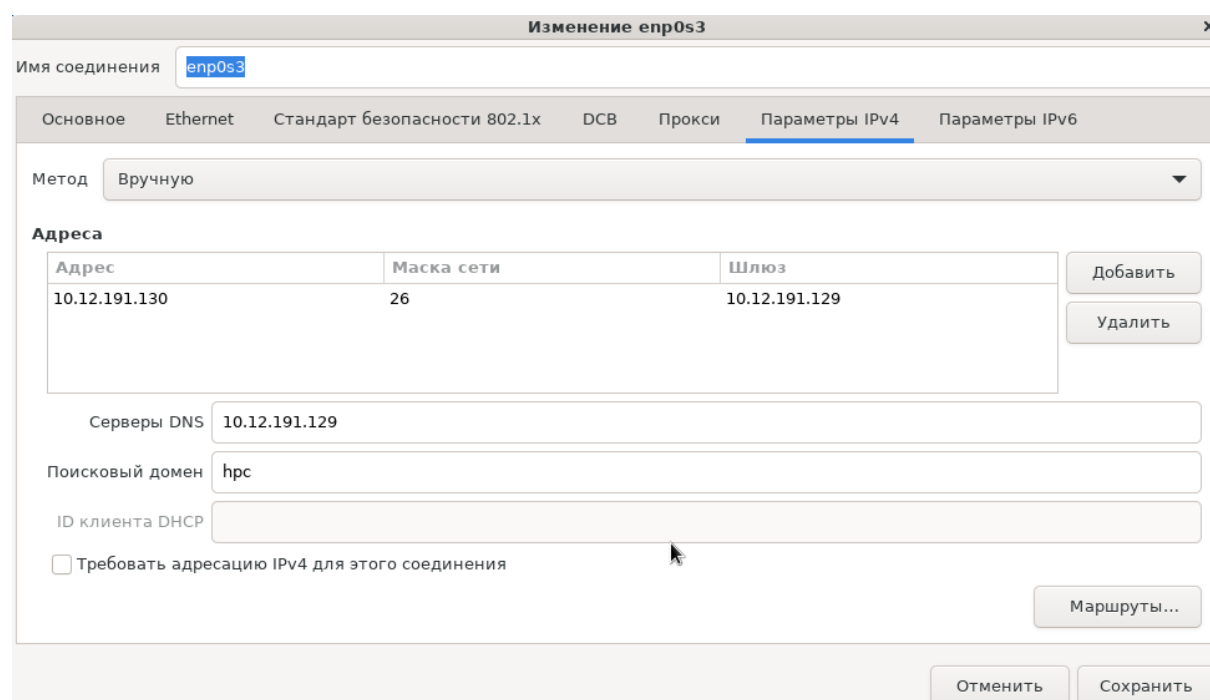 Изменение enp0s3
Имя соединения enp0s3
Основное Ethernet Стандарт безопасности 802.1x DCB Прокси Параметры IPv4 Параметры IPv6
Метод Вручную
Адреса
Адрес Маска сети Шлюз
10.12.191.130 26 10.12.191.129
Добавить
Удалить
Серверы DNS 10.12.191.129
Поисковый домен hpc
ID клиента DHCP
Требовать адресацию IPv4 для этого соединения
Маршруты...
Отменить Сохранить